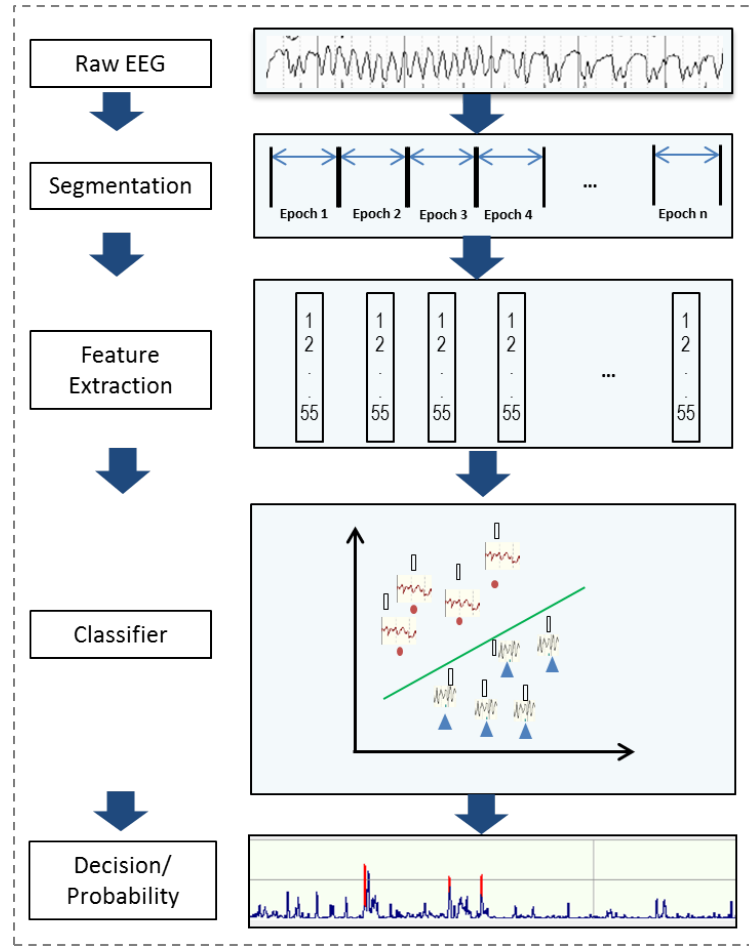 Raw EEG
Segmentation
Epoch 1 Epoch 2 Epoch 3 Epoch 4 ... Epoch n
Feature
Extraction
1 1 1 1 1
2 2 2 2 2
. . . . ... .
. . . . .
55 55 55 55 55
Classifier
Decision/
Probability